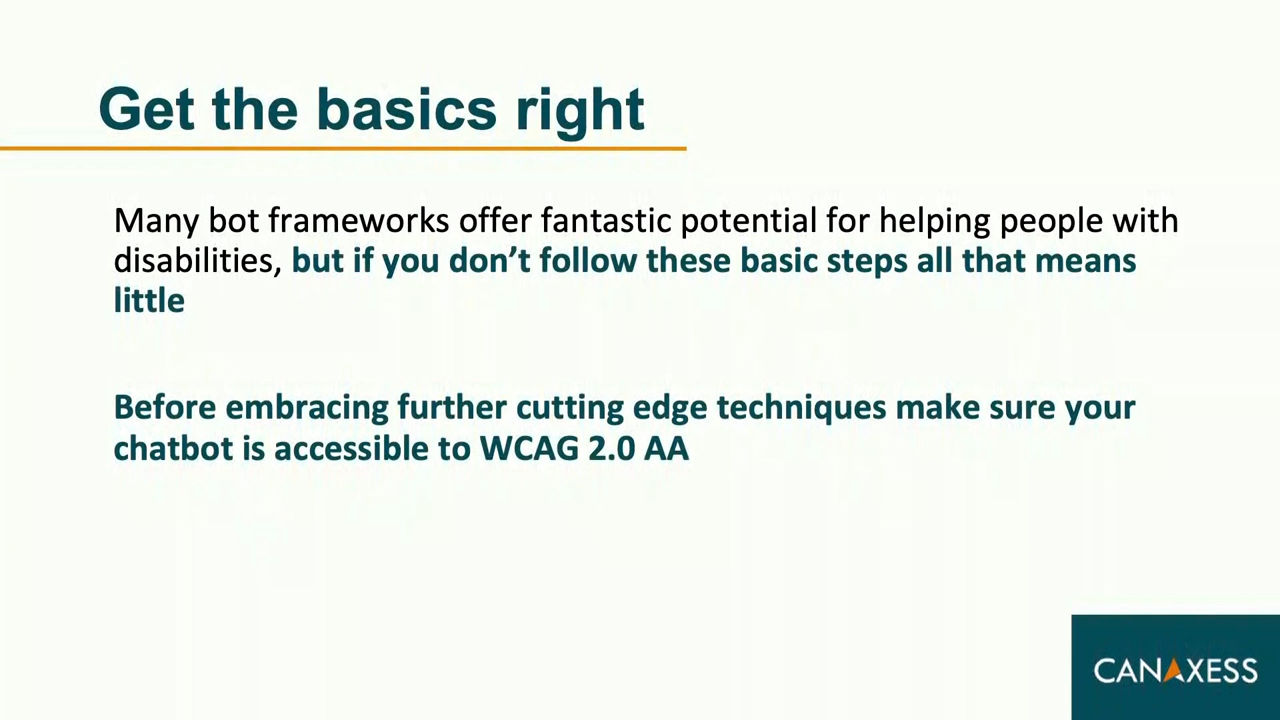 Get the basics right
Many bot frameworks offer fantastic potential for helping people with
disabilities, but if you don’t follow these basic steps all that means
little
Before embracing further cutting edge techniques make sure your
chatbot is accessible to WCAG 2.0 AA
CANAXESS